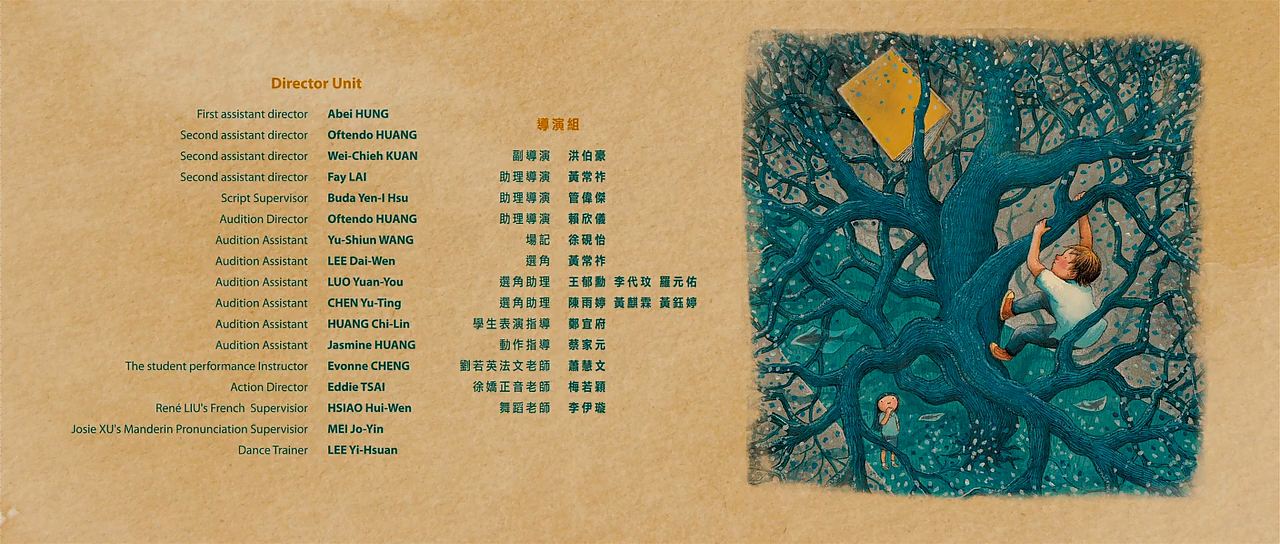 Director Unit
First assistant director Abei HUNG
Second assistant director Oftendo HUANG
Second assistant director Wei-Chieh KUAN
Second assistant director Fay LAI
Script Supervisor Buda Yen-I Hsu
Audition Director Oftendo HUANG
Audition Assistant Yu-Shiun WANG
Audition Assistant LEE Dai-Wen
Audition Assistant LUO Yuan-You
Audition Assistant CHEN Yu-Ting
Audition Assistant HUANG Chi-Lin
Audition Assistant Jasmine HUANG
The student performance Instructor Evonne CHENG
Action Director Eddie TSAI
René LIU's French Supervisior HSIAO Hui-Wen
Josie XU's Manderin Pronunciation Supervisior MEI Jo-Yin
Dance Trainer LEE Yi-Hsuan
導演組
副導演 洪伯豪
助理導演 黃常祚
助理導演 管偉傑
助理導演 賴欣儀
場記 徐硯怡
選角 黃常祚
選角助理 王郁勳 李代玟 羅元佑
選角助理 陳雨婷 黃麒霖 黃鈺婷
學生表演指導 鄭宜府
動作指導 蔡家元
劉若英法文老師 蕭慧文
徐嬌正音老師 梅若穎
舞蹈老師 李伊璇